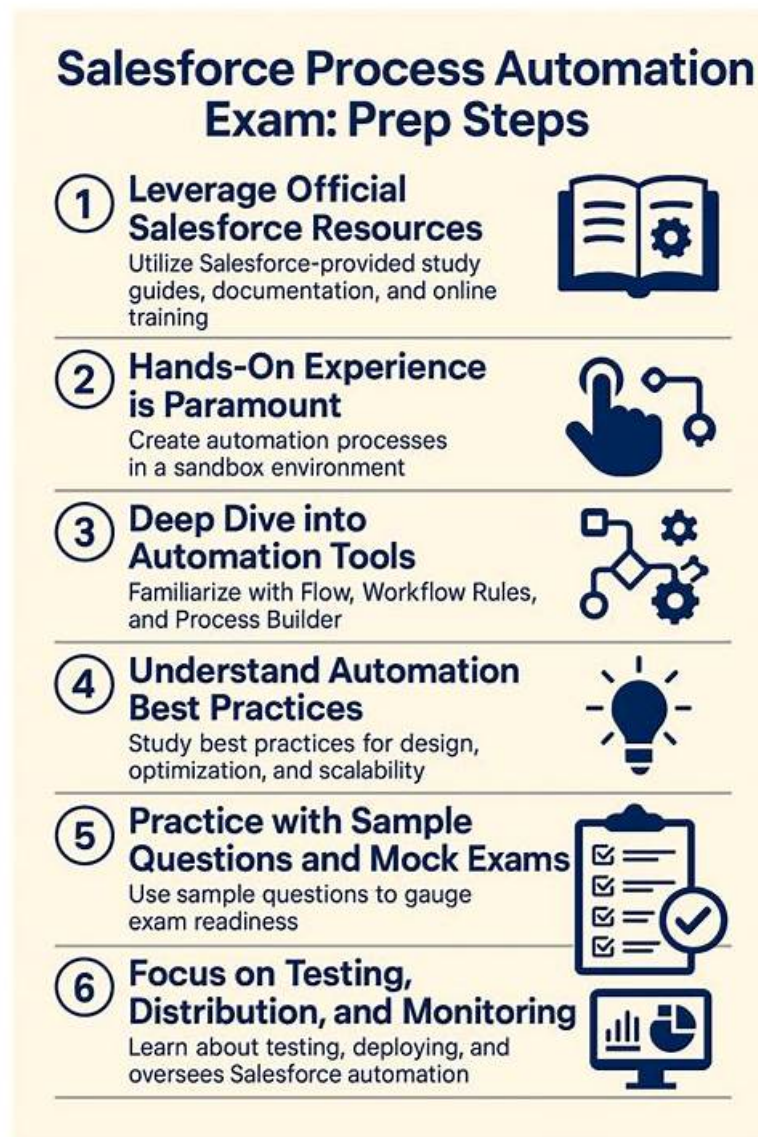 Salesforce Process Automation
Exam: Prep Steps
1
Leverage Official
Salesforce Resources
Utilize Salesforce-provided study
guides, documentation, and online
training
2
Hands-On Experience
is Paramount
Create automation processes
in a sandbox environment
3
Deep Dive into
Automation Tools
Familiarize with Flow, Workflow Rules,
and Process Builder
4
Understand Automation
Best Practices
Study best practices for design,
optimization, and scalability
5
Practice with Sample
Questions and Mock Exams
Use sample questions to gauge
exam readiness
6
Focus on Testing,
Distribution, and Monitoring
Learn about testing, deploying, and
oversees Salesforce automation